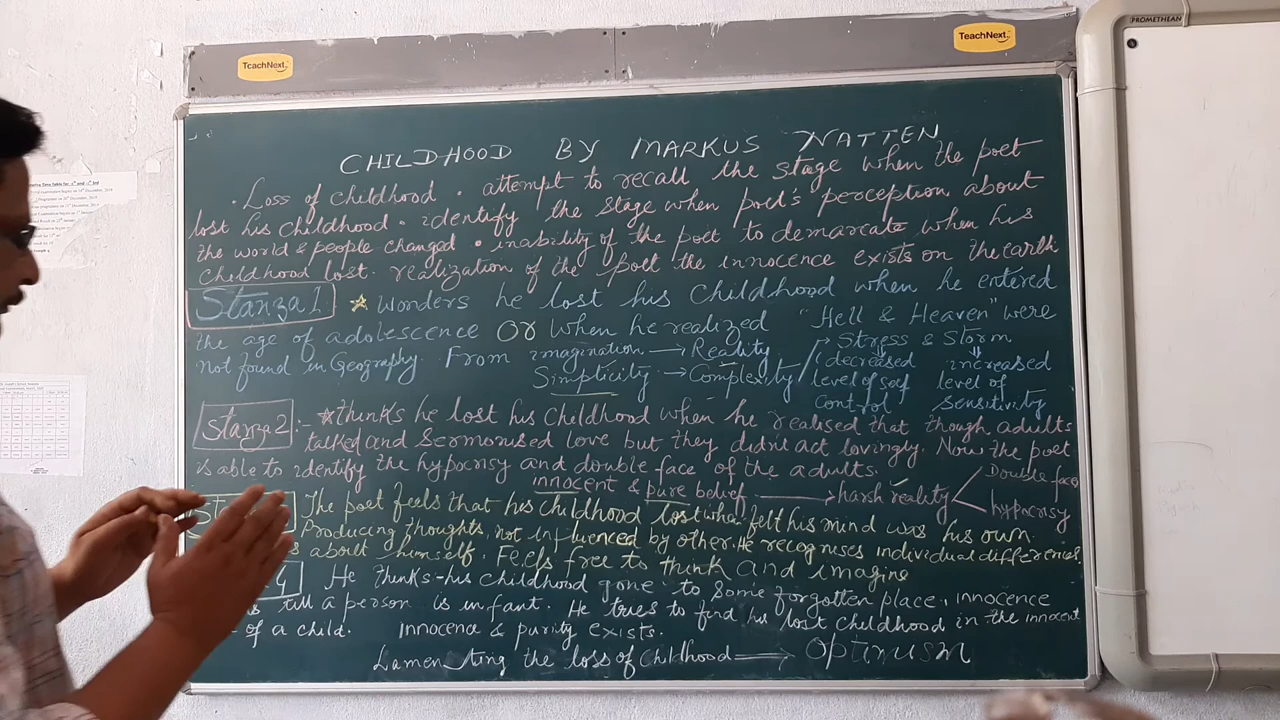 TeachNext
TeachNext
PROMETHEAN
CHILDHOOD BY MARKUS NATTEN
. Loss of childhood . attempt to recall the stage when the poet
lost his childhood - identify the stage when poet's perception about
the world & people changed . inability of the poet to demarcate when his
childhood lost. realization of the poet the innocence exists on the earth
Stanza 1 ☆ wonders he lost his childhood when he entered
the age of adolescence OR when he realized "Hell & Heaven" were
not found in Geography. From imagination → Reality
Simplicity → Complexity
Stress & Storm
decreased level of control
increased level of sensitivity
Stanza 2 :- ☆ thinks he lost his childhood when he realised that though adults
talked and sermonised love but they didn't act lovingly. Now the poet
is able to identify the hypocrisy and double face of the adults.
innocent & pure belief → harsh reality
Double face
hypocrisy
The poet feels that his childhood lost when felt his mind was his own.
Producing thoughts, not influenced by other. He recognises individual differences
about himself. Feels free to think and imagine
4 He thinks - his childhood gone to some forgotten place, innocence
till a person is infant. He tries to find his lost childhood in the innocent
of a child. innocence & purity exists.
Lamenting the loss of childhood → Optimism